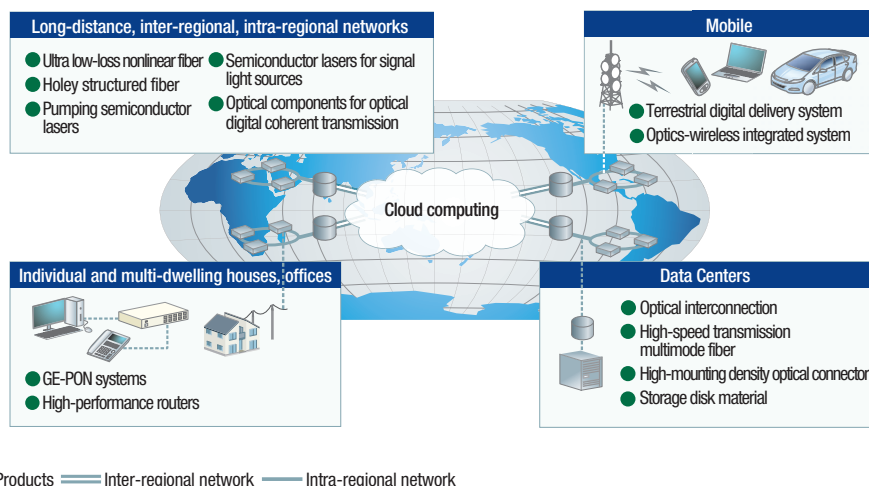 Long-distance, inter-regional, intra-regional networks
Ultra low-loss nonlinear fiber
Holey structured fiber
Pumping semiconductor
lasers
Semiconductor lasers for signal
light sources
Optical components for optical
digital coherent transmission
Mobile
Terrestrial digital delivery system
Optics-wireless integrated system
Cloud computing
Individual and multi-dwelling houses, offices
GE-PON systems
High-performance routers
Data Centers
Optical interconnection
High-speed transmission
multimode fiber
High-mounting density optical connector
Storage disk material
Products Inter-regional network Intra-regional network